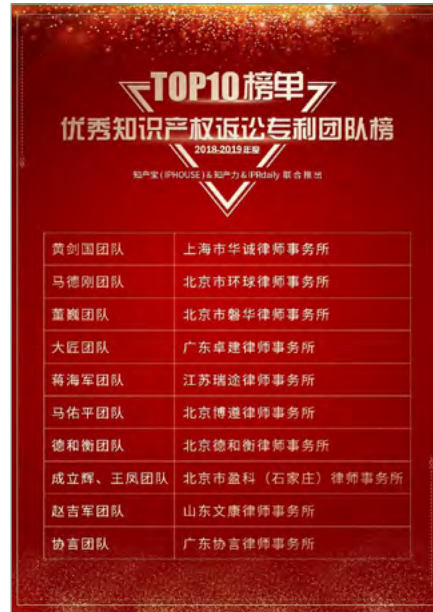 TOP10榜单
优秀知识产权诉讼专利团队榜
2018-2019年度
知产宝(IPHOUSE)&知产力&IPRdaily 联合推出
黄剑国团队 上海市华诚律师事务所
马德刚团队 北京市环球律师事务所
董巍团队 北京市磐华律师事务所
大匠团队 广东卓建律师事务所
蒋海军团队 江苏瑞途律师事务所
马佑平团队 北京博遵律师事务所
德和衡团队 北京德和衡律师事务所
成立辉、王凤团队 北京市盈科（石家庄）律师事务所
赵吉军团队 山东文康律师事务所
协言团队 广东协言律师事务所